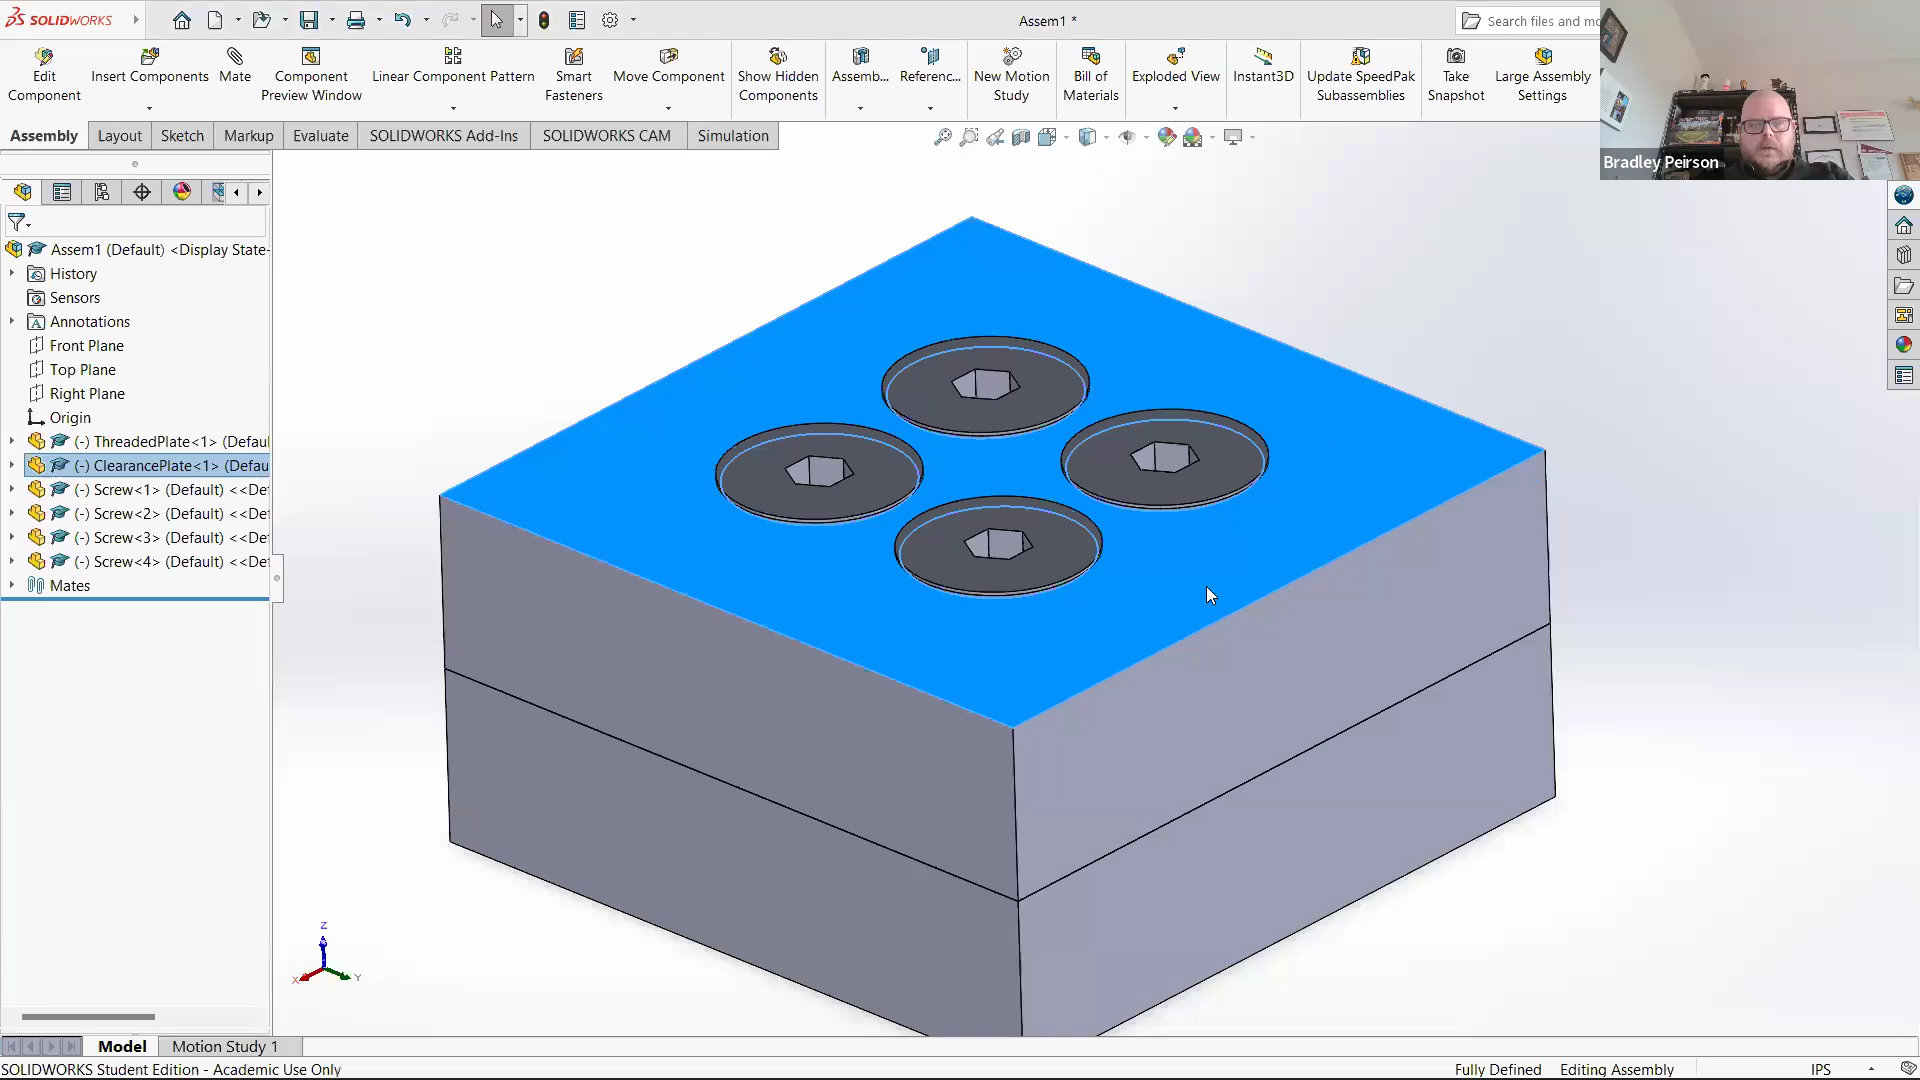 SOLIDWORKS
Assem1 *
Search files and mo
Edit Component
Insert Components
Mate
Component Preview Window
Linear Component Pattern
Smart Fasteners
Move Component
Show Hidden Components
Assemb...
Referenc...
New Motion Study
Bill of Materials
Exploded View
Instant3D
Update SpeedPak Subassemblies
Take Snapshot
Large Assembly Settings
Bradley Peirson
Assembly
Layout
Sketch
Markup
Evaluate
SOLIDWORKS Add-Ins
SOLIDWORKS CAM
Simulation
Assem1 (Default) <Display State-
History
Sensors
Annotations
Front Plane
Top Plane
Right Plane
Origin
(-) ThreadedPlate<1> (Defaul
(-) ClearancePlate<1> (Defau
(-) Screw<1> (Default) <<Def
(-) Screw<2> (Default) <<Def
(-) Screw<3> (Default) <<Def
(-) Screw<4> (Default) <<Def
Mates
Z
X
Y
Model
Motion Study 1
SOLIDWORKS Student Edition - Academic Use Only
Fully Defined
Editing Assembly
IPS